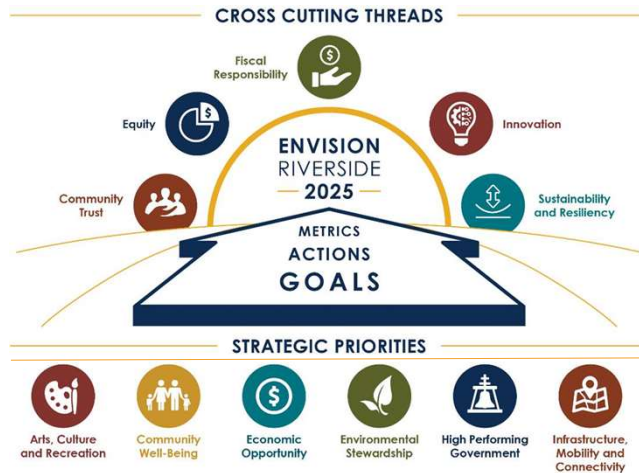 CROSS CUTTING THREADS
Fiscal
Responsibility
$
Equity
$
Innovation
ENVISION
RIVERSIDE
2025
Community
Trust
Sustainability
and Resiliency
METRICS
ACTIONS
GOALS
STRATEGIC PRIORITIES
$
Arts, Culture
and Recreation
Community
Well-Being
Economic
Opportunity
Environmental
Stewardship
High Performing
Government
Infrastructure,
Mobility and
Connectivity